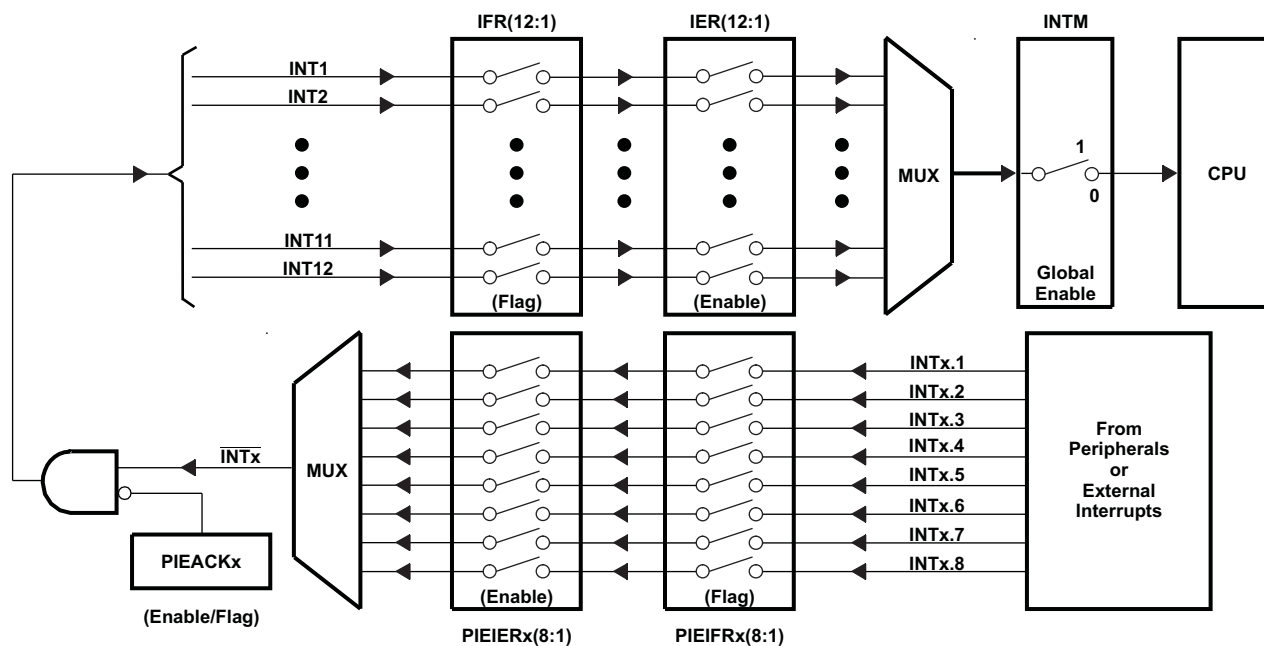 IFR(12:1)
IER(12:1)
INTM
INT1
INT2
1
MUX
CPU
0
INT11
INT12
(Flag)
(Enable)
Global
Enable
INTx.1
INTx.2
INTx.3
INTx.4
INTx.5
INTx.6
INTx.7
INTx.8
From
Peripherals
or
External
Interrupts
INTx
MUX
PIEACKx
(Enable/Flag)
(Enable)
(Flag)
PIEIERx(8:1)
PIEIFRx(8:1)